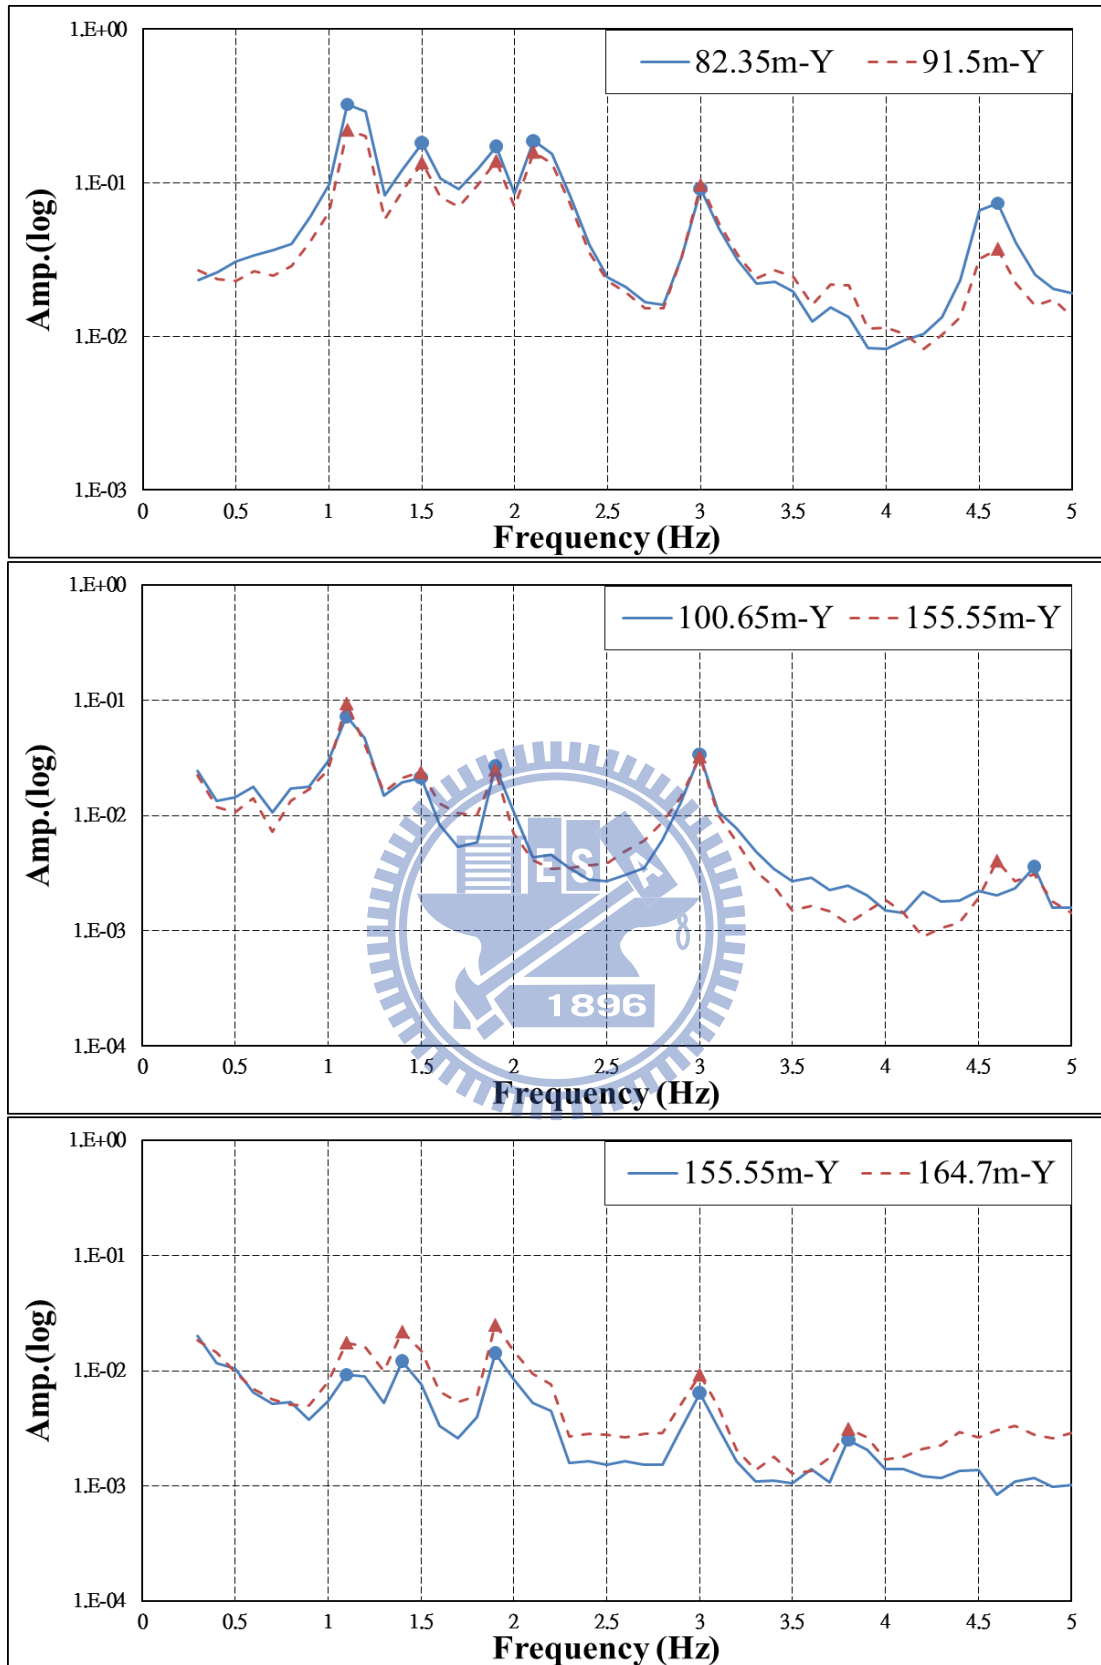 82.35m-Y 91.5m-Y
1.E+00
1.E-01
1.E-02
1.E-03
Amp.(log)
0 0.5 1 1.5 2 2.5 3 3.5 4 4.5 5
Frequency (Hz)
100.65m-Y 155.55m-Y
1.E+00
1.E-01
1.E-02
1.E-03
1.E-04
Amp.(log)
ES
1896
0 0.5 1 1.5 2 2.5 3 3.5 4 4.5 5
Frequency (Hz)
155.55m-Y 164.7m-Y
1.E+00
1.E-01
1.E-02
1.E-03
1.E-04
Amp.(log)
0 0.5 1 1.5 2 2.5 3 3.5 4 4.5 5
Frequency (Hz)